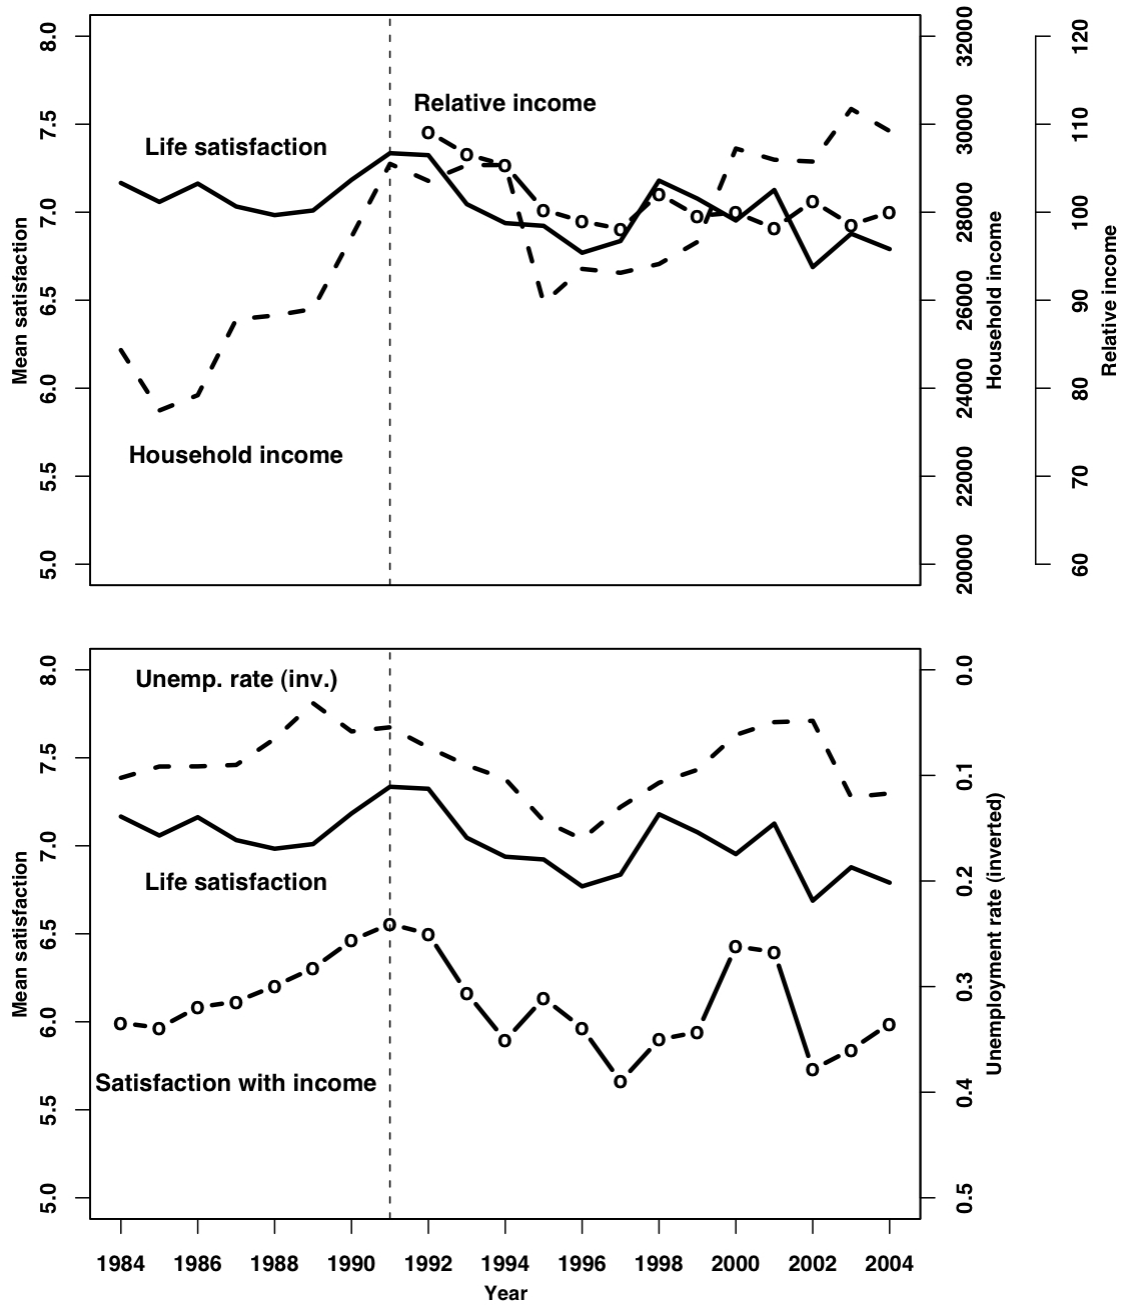 8.0
7.5
7.0
6.5
6.0
5.5
5.0
Mean satisfaction
Relative income
Life satisfaction
Household income
32000
30000
28000
26000
24000
22000
20000
Household income
120
110
100
90
80
70
60
Relative income
8.0
7.5
7.0
6.5
6.0
5.5
5.0
Mean satisfaction
Unemp. rate (inv.)
Life satisfaction
Satisfaction with income
0.0
0.1
0.2
0.3
0.4
0.5
Unemployment rate (inverted)
1984 1986 1988 1990 1992 1994 1996 1998 2000 2002 2004
Year